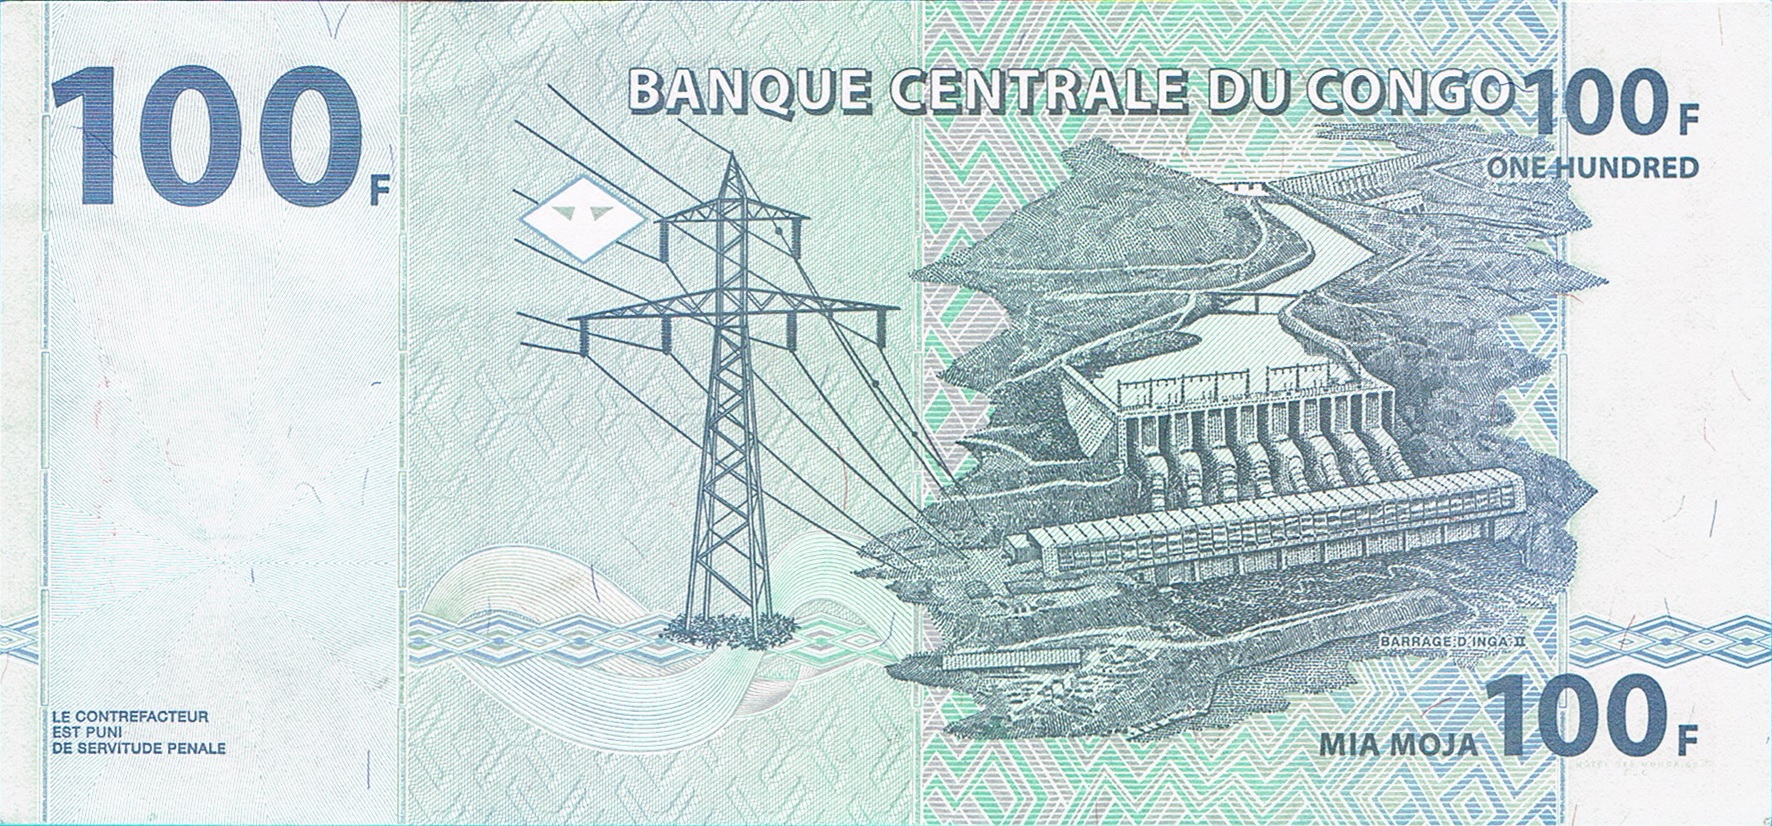 100 F
BANQUE CENTRALE DU CONGO
100 F
ONE HUNDRED
BARRAGE D'INGA II
LE CONTREFACTEUR
EST PUNI
DE SERVITUDE PENALE
MIA MOJA 100 F